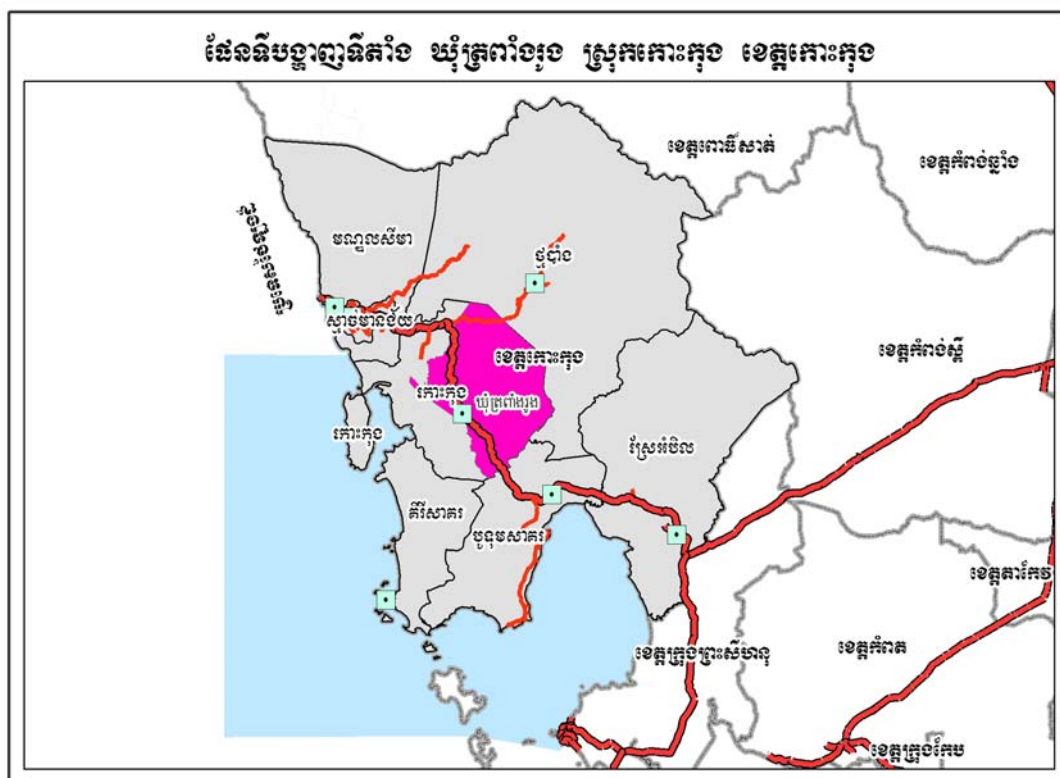 ផែនទីបង្ហាញទីតាំង ឃុំត្រពាំងរូង ស្រុកកោះកុង ខេត្តកោះកុង
ខេត្តពោធិ៍សាត់
ខេត្តកំពង់ឆ្នាំង
មណ្ឌលសីមា
ថ្មបាំង
ស្មាច់មានជ័យ
ខេត្តកោះកុង
ខេត្តកំពង់ស្ពឺ
កោះកុង
ឃុំត្រពាំងរូង
កោះកុង
ស្រែអំបិល
គិរីសាគរ
បូទុមសាគរ
ខេត្តតាកែវ
ខេត្តក្រុងព្រះសីហនុ
ខេត្តកំពត
ខេត្តក្រុងកែប